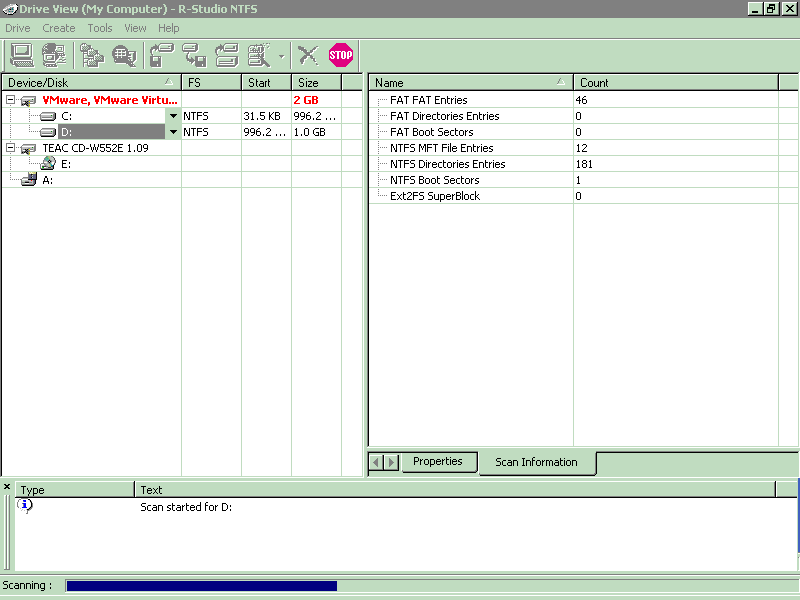 Drive View (My Computer) - R-Studio NTFS
Drive Create Tools View Help
STOP
Device/Disk FS Start Size
VMware, VMware Virtu... 2 GB
C: NTFS 31.5 KB 996.2 ...
D: NTFS 996.2 ... 1.0 GB
TEAC CD-W552E 1.09
E:
A:
Name Count
FAT FAT Entries 46
FAT Directories Entries 0
FAT Boot Sectors 0
NTFS MFT File Entries 12
NTFS Directories Entries 181
NTFS Boot Sectors 1
Ext2FS SuperBlock 0
Properties Scan Information
Type Text
Scan started for D:
Scanning :